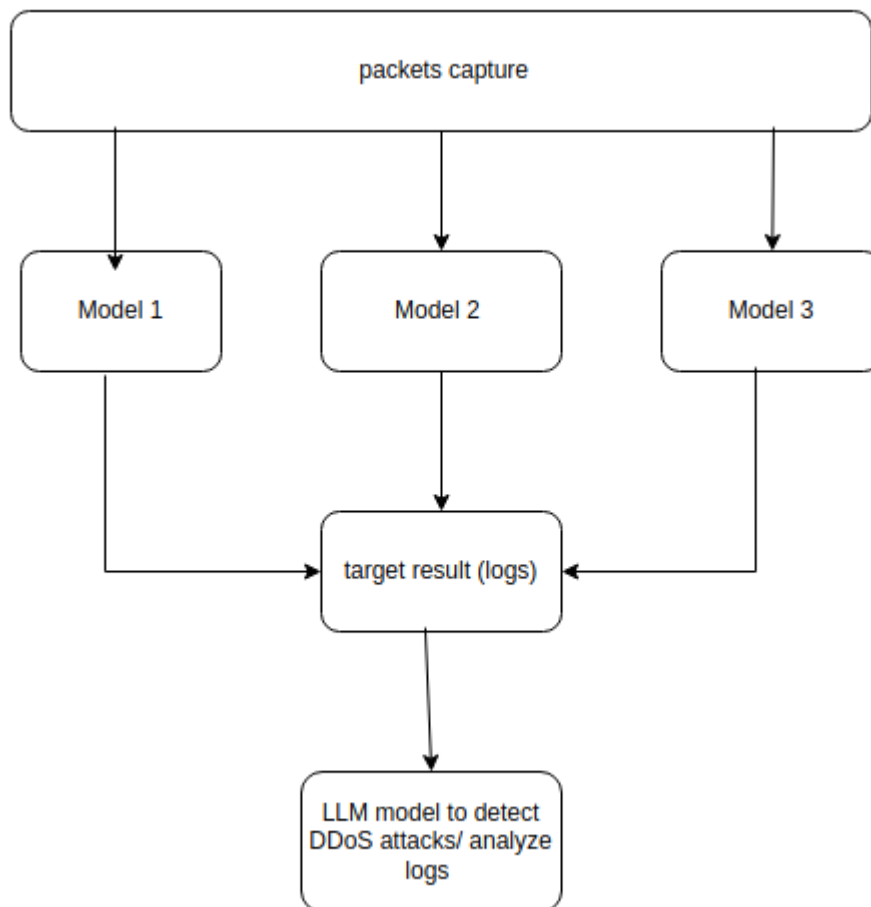 packets capture
Model 1
Model 2
Model 3
target result (logs)
LLM model to detect
DDoS attacks/ analyze
logs